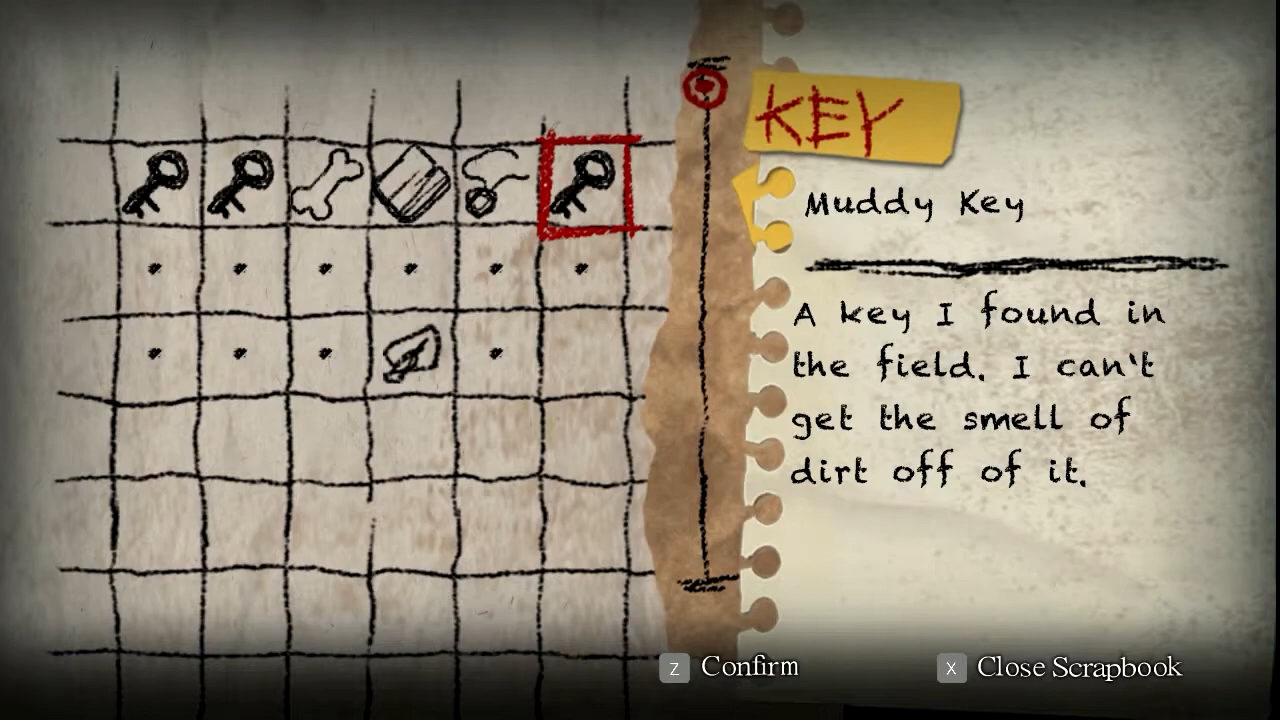 KEY
Muddy Key
A key I found in
the field. I can't
get the smell of
dirt off of it.
Z Confirm X Close Scrapbook